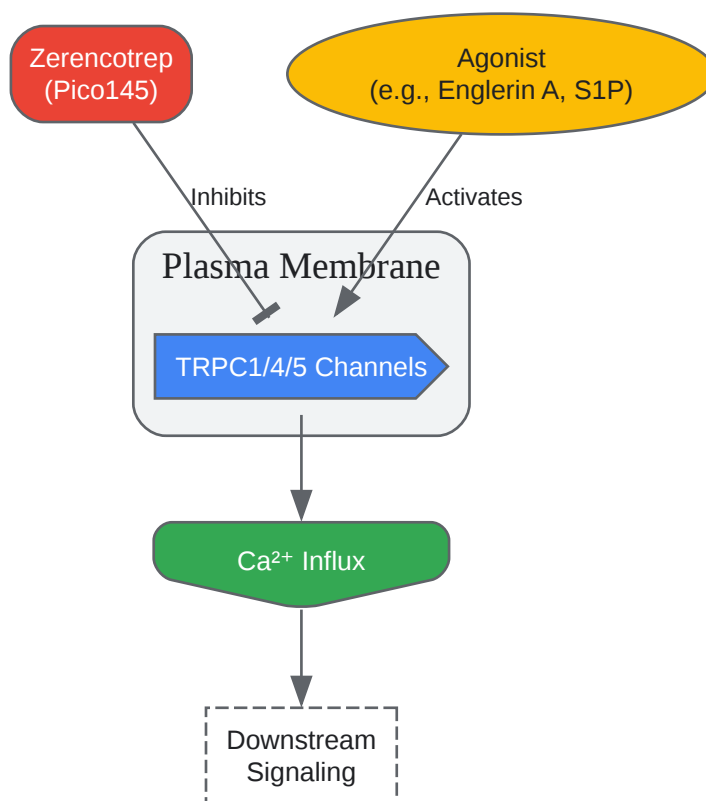 Zerencotrep
(Pico145)
Agonist
(e.g., Englerin A, S1P)
Inhibits
Activates
Plasma Membrane
TRPC1/4/5 Channels
Ca²⁺ Influx
Downstream
Signaling